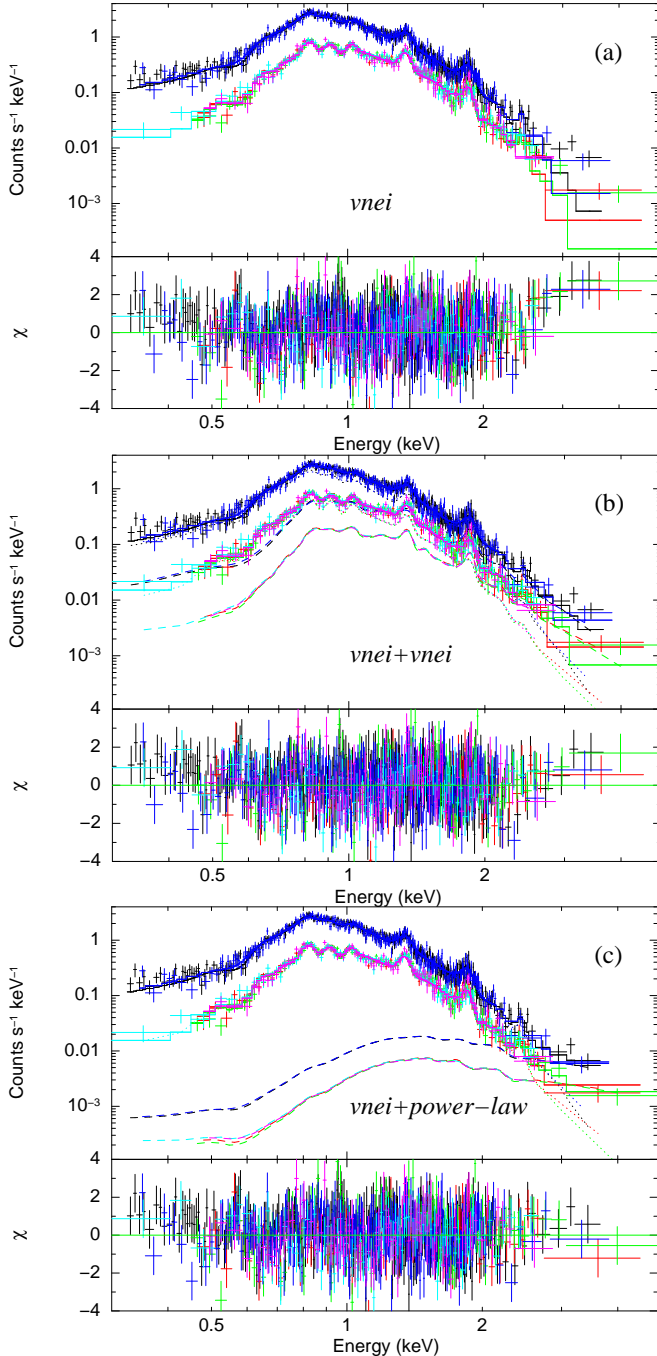 (a)
Counts s⁻¹ keV⁻¹
1
0.1
0.01
10⁻³
vnei
χ
4
2
0
−2
−4
0.5
1
2
Energy (keV)
(b)
Counts s⁻¹ keV⁻¹
1
0.1
0.01
10⁻³
vnei+vnei
χ
4
2
0
−2
−4
0.5
1
2
Energy (keV)
(c)
Counts s⁻¹ keV⁻¹
1
0.1
0.01
10⁻³
vnei+power−law
χ
4
2
0
−2
−4
0.5
1
2
Energy (keV)